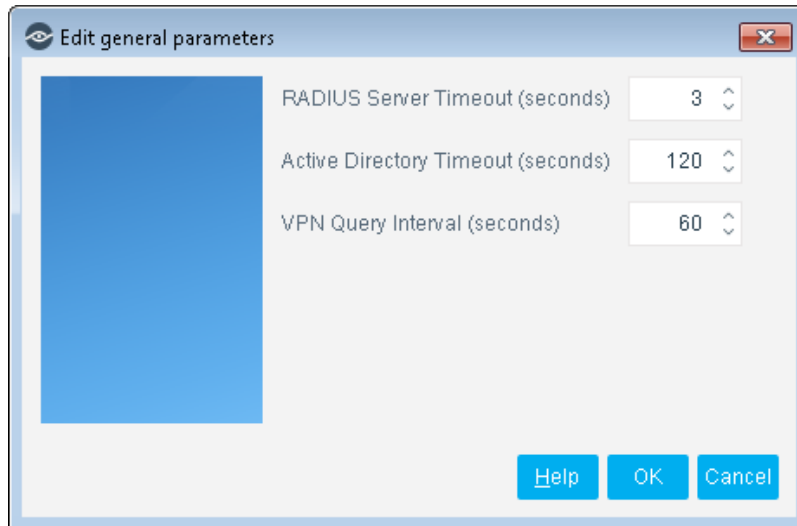 Edit general parameters
RADIUS Server Timeout (seconds) 3
Active Directory Timeout (seconds) 120
VPN Query Interval (seconds) 60
Help OK Cancel